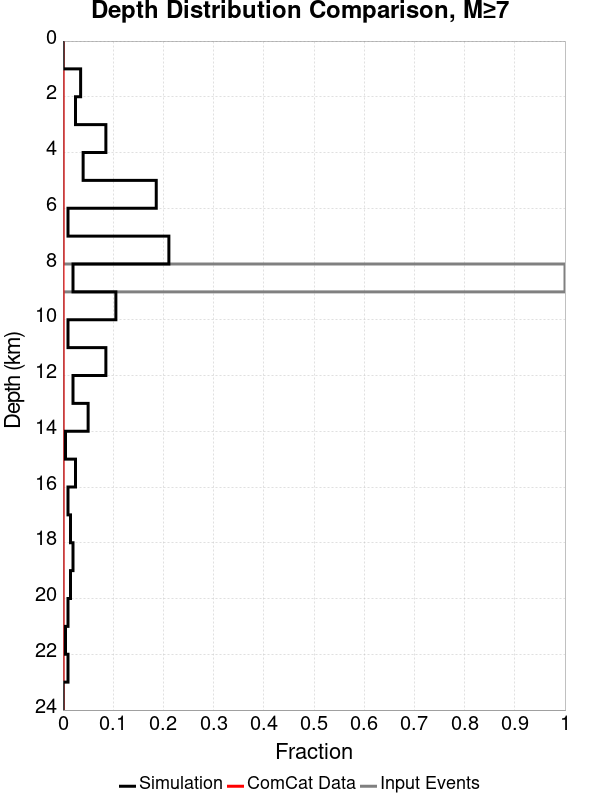 Depth Distribution Comparison, M≥7
0
2
4
6
8
10
12
14
16
18
20
22
24
Depth (km)
0 0.1 0.2 0.3 0.4 0.5 0.6 0.7 0.8 0.9 1
Fraction
Simulation ComCat Data Input Events